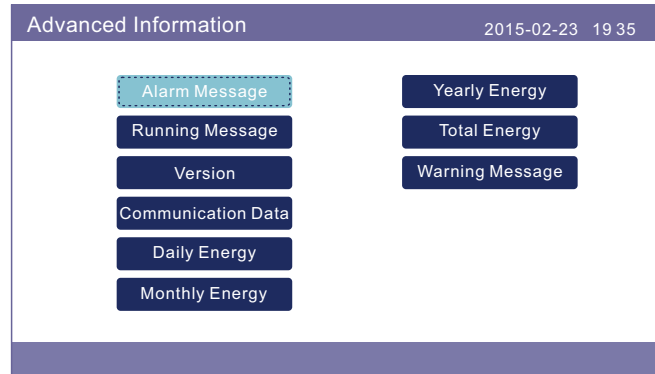 Advanced Information
2015-02-23 19 35
Alarm Message
Running Message
Version
Communication Data
Daily Energy
Monthly Energy
Yearly Energy
Total Energy
Warning Message